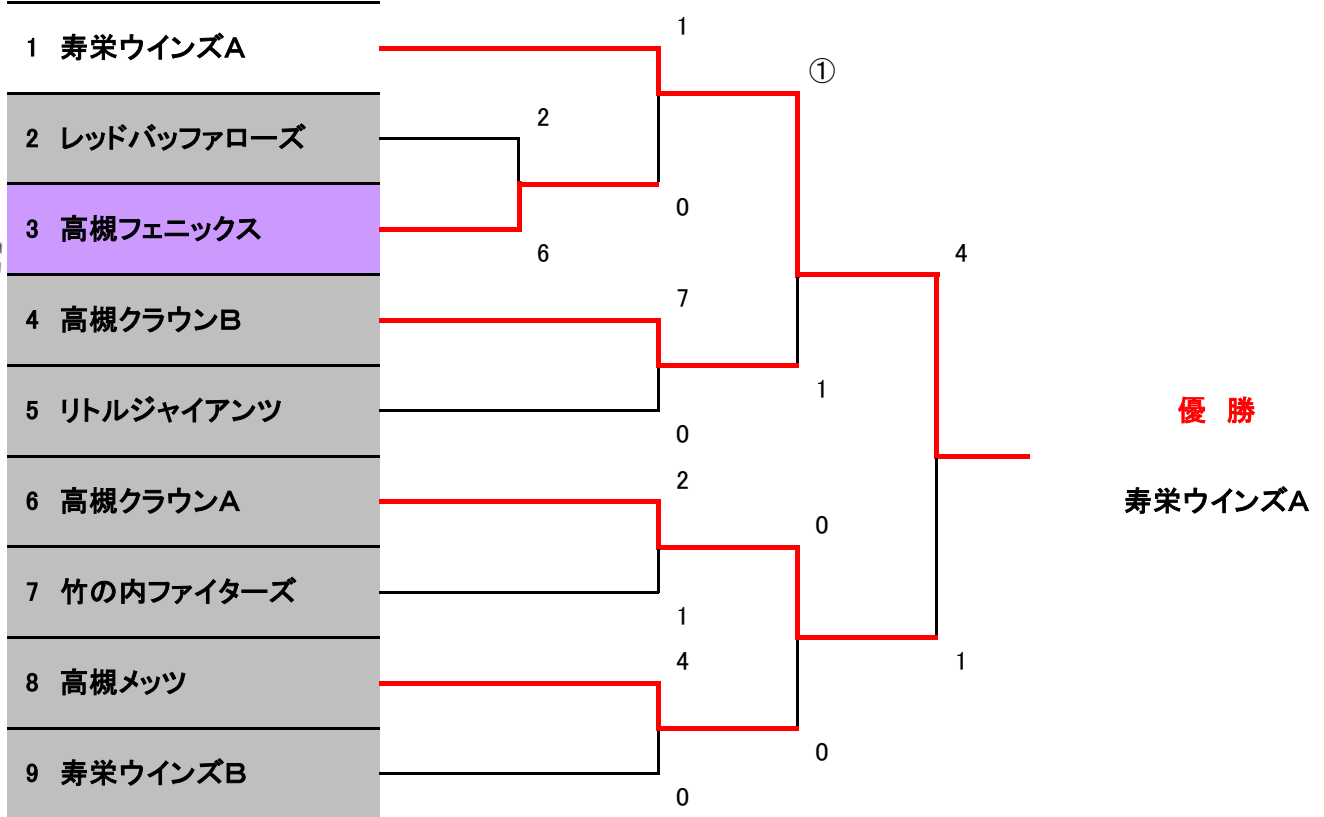 1 寿栄ウインズA
2 レッドバッファローズ
3 高槻フェニックス
4 高槻クラウンB
5 リトルジャイアンツ
6 高槻クラウンA
7 竹の内ファイターズ
8 高槻メッツ
9 寿栄ウインズB
2
6
1
0
7
0
2
1
4
0
①
1
0
0
4
1
優 勝
寿栄ウインズA